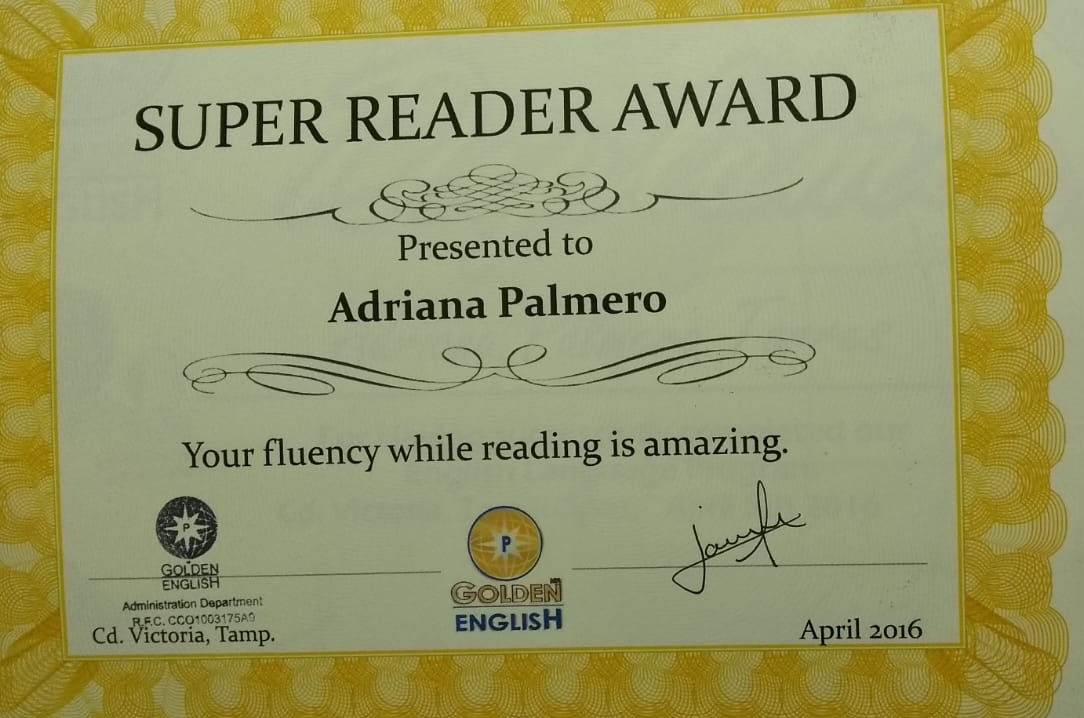 SUPER READER AWARD
Presented to
Adriana Palmero
Your fluency while reading is amazing.
P
GOLDEN
ENGLISH
Administration Department
R.F.C. CCO1003175A9
Cd. Victoria, Tamp.
P
GOLDEN
ENGLISH
April 2016